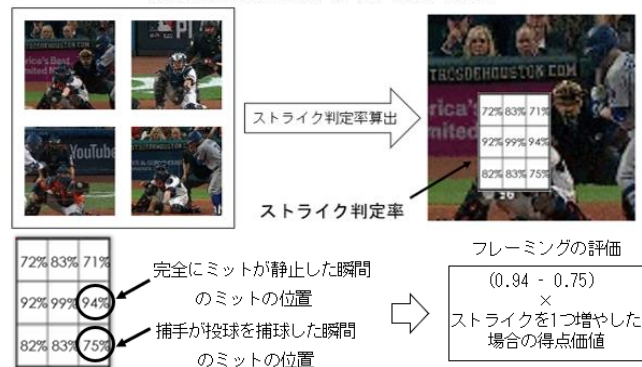 YouTube
TROSOEHOUSTON.COM
ストライク判定率算出
72% 83% 71%
92% 99% 94%
82% 83% 75%
ストライク判定率
72% 83% 71%
92% 99% 94%
82% 83% 75%
完全にミットが静止した瞬間
のミットの位置
捕手が投球を捕球した瞬間
のミットの位置
フレーミングの評価
(0.94 - 0.75)
×
ストライクを1つ増やした
場合の得点価値